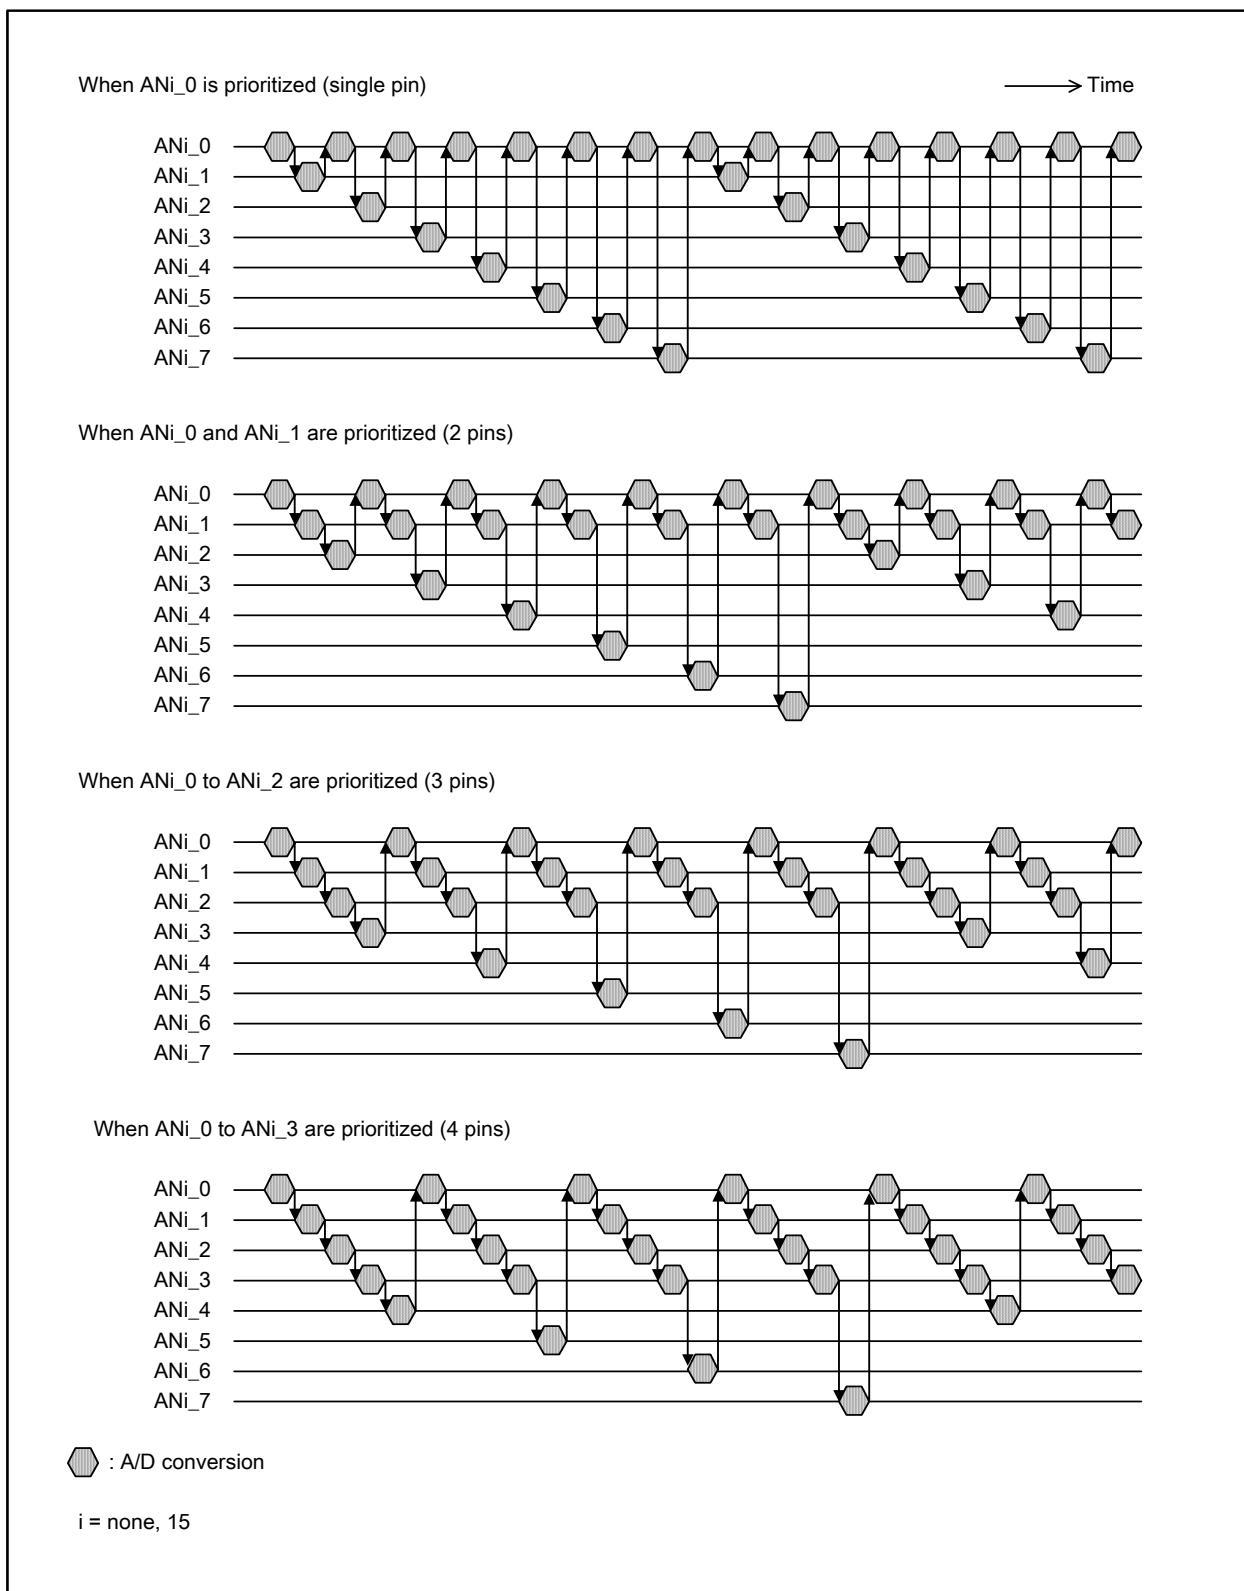 When ANi_0 is prioritized (single pin)
Time
ANi_0
ANi_1
ANi_2
ANi_3
ANi_4
ANi_5
ANi_6
ANi_7
When ANi_0 and ANi_1 are prioritized (2 pins)
ANi_0
ANi_1
ANi_2
ANi_3
ANi_4
ANi_5
ANi_6
ANi_7
When ANi_0 to ANi_2 are prioritized (3 pins)
ANi_0
ANi_1
ANi_2
ANi_3
ANi_4
ANi_5
ANi_6
ANi_7
When ANi_0 to ANi_3 are prioritized (4 pins)
ANi_0
ANi_1
ANi_2
ANi_3
ANi_4
ANi_5
ANi_6
ANi_7
: A/D conversion
i = none, 15